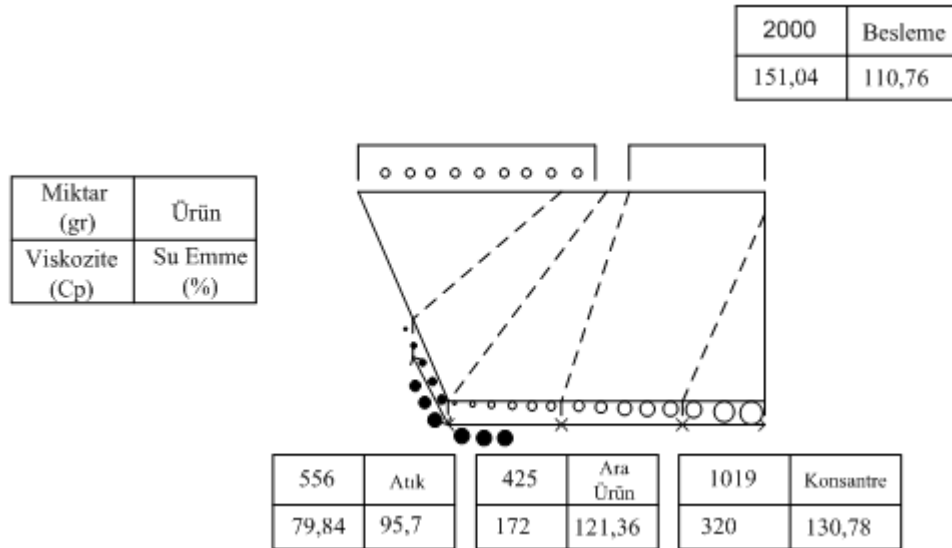 2000 Besleme
151,04 110,76
Miktar
(gr)
Ürün
Viskozite
(Cp)
Su Emme
(%)
556 Atık
79,84 95,7
425 Ara
Ürün
172 121,36
1019 Konsantre
320 130,78